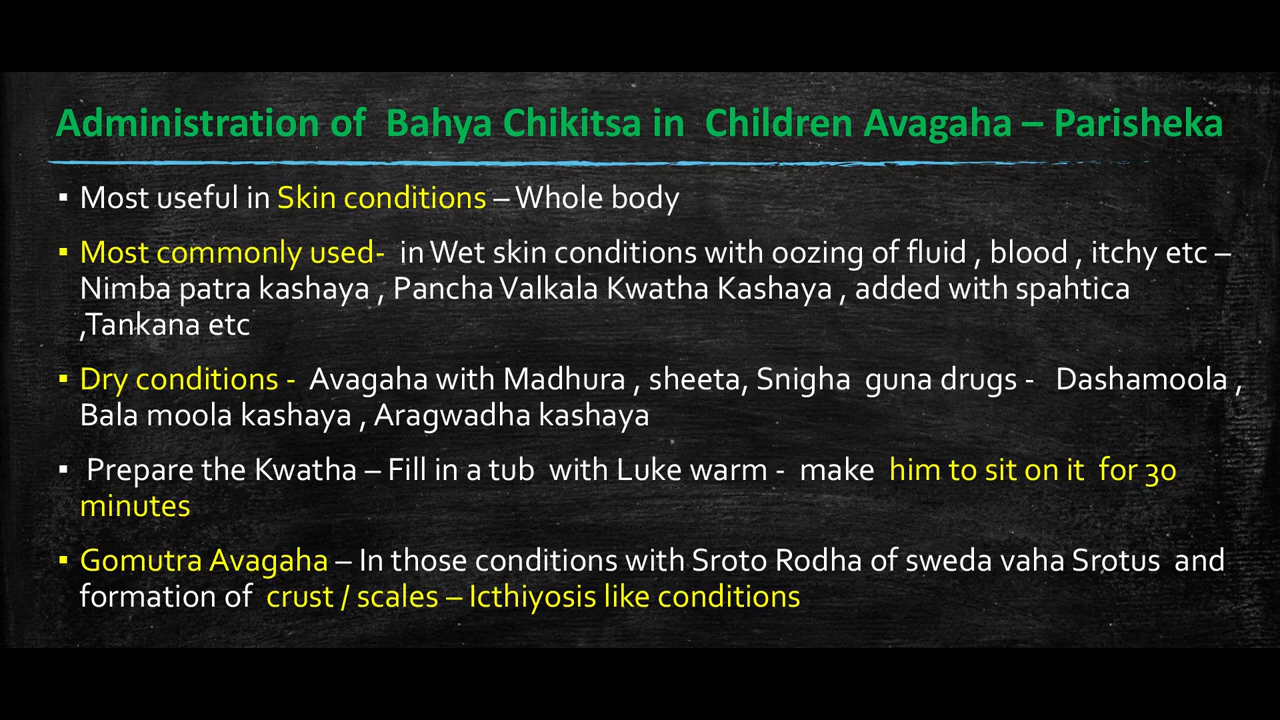 Administration of Bahya Chikitsa in Children Avagaha – Parisheka
▪ Most useful in Skin conditions – Whole body
▪ Most commonly used- in Wet skin conditions with oozing of fluid , blood , itchy etc –
Nimba patra kashaya , Pancha Valkala Kwatha Kashaya , added with spahtica
,Tankana etc
▪ Dry conditions - Avagaha with Madhura , sheeta, Snigha guna drugs - Dashamoola ,
Bala moola kashaya , Aragwadha kashaya
▪ Prepare the Kwatha – Fill in a tub with Luke warm - make him to sit on it for 30
minutes
▪ Gomutra Avagaha – In those conditions with Sroto Rodha of sweda vaha Srotus and
formation of crust / scales – Icthiyosis like conditions